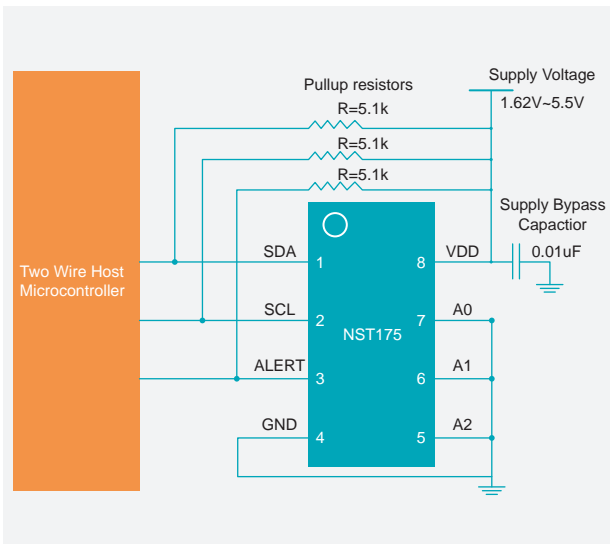 Supply Voltage
1.62V~5.5V
Pullup resistors
R=5.1k
R=5.1k
R=5.1k
Supply Bypass
Capactior
0.01uF
Two Wire Host
Microcontroller
SDA
1
8
VDD
SCL
2
7
A0
NST175
ALERT
3
6
A1
GND
4
5
A2